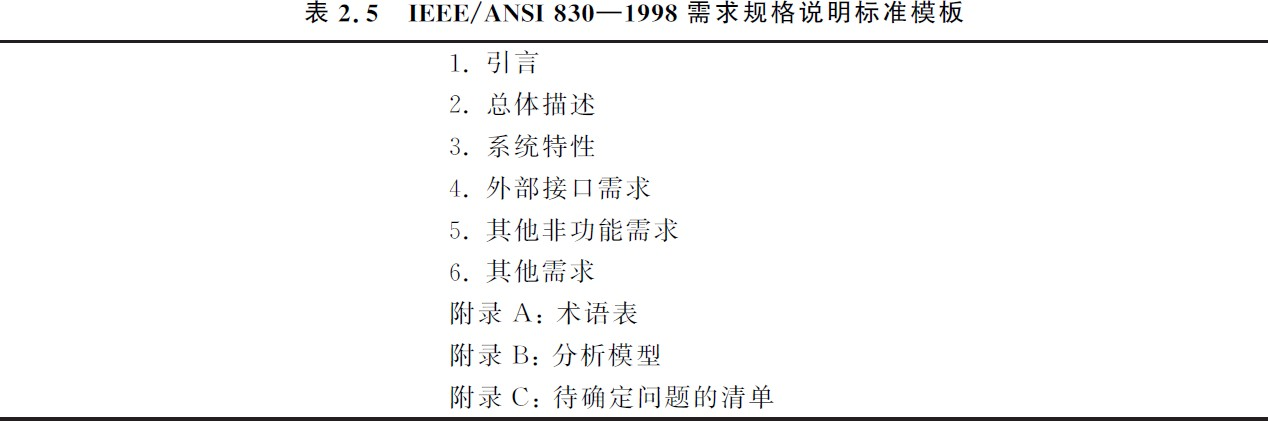 表 2.5 IEEE/ANSI 830—1998 需求规格说明标准模板
1. 引言
2. 总体描述
3. 系统特性
4. 外部接口需求
5. 其他非功能需求
6. 其他需求
附录 A: 术语表
附录 B: 分析模型
附录 C: 待确定问题的清单